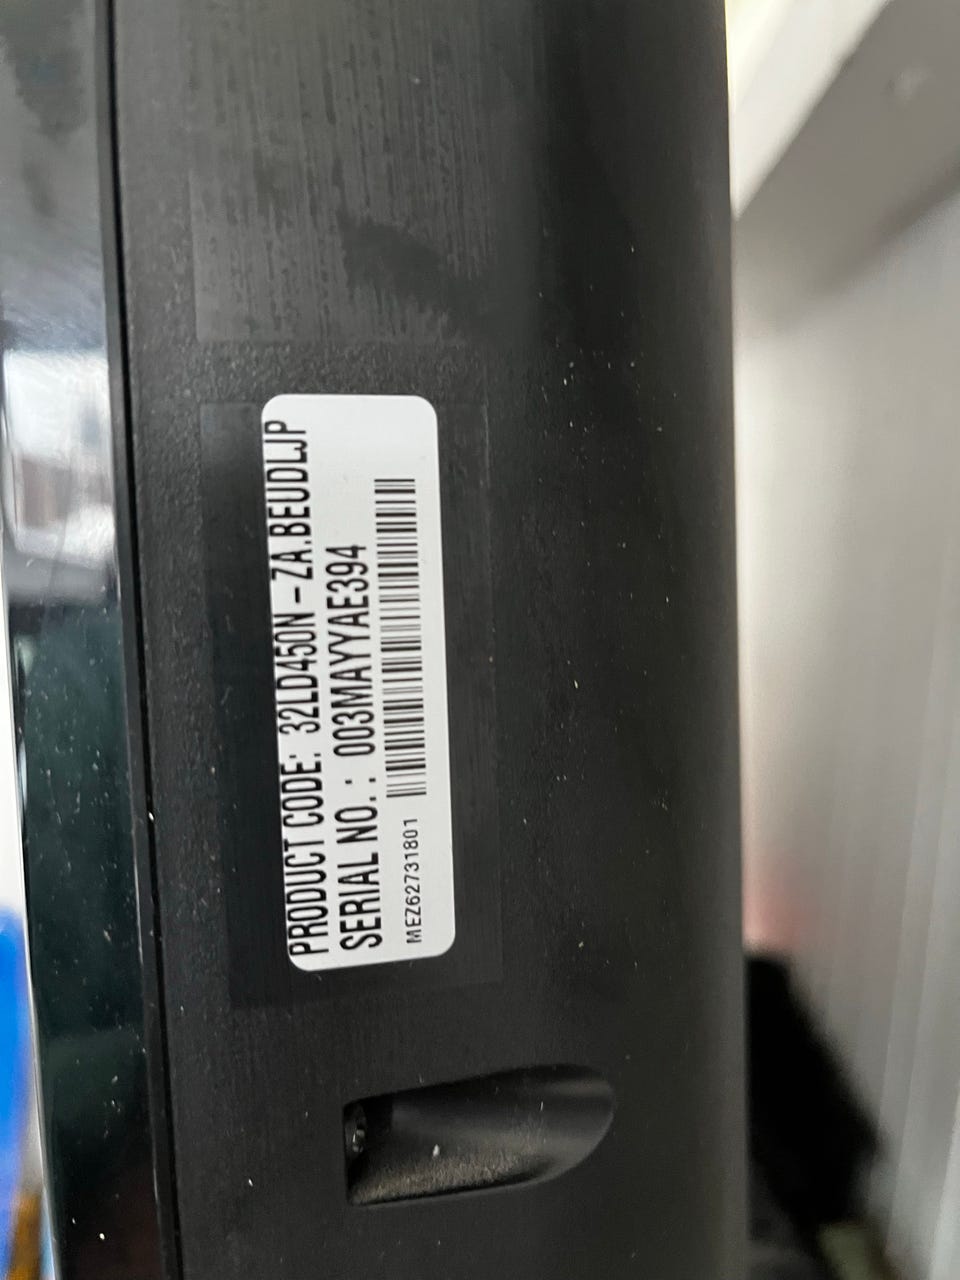 PRODUCT CODE: 32LD450N-ZA.BEUDLJP
SERIAL NO. : 003MAYYAE394
MEZ62731801